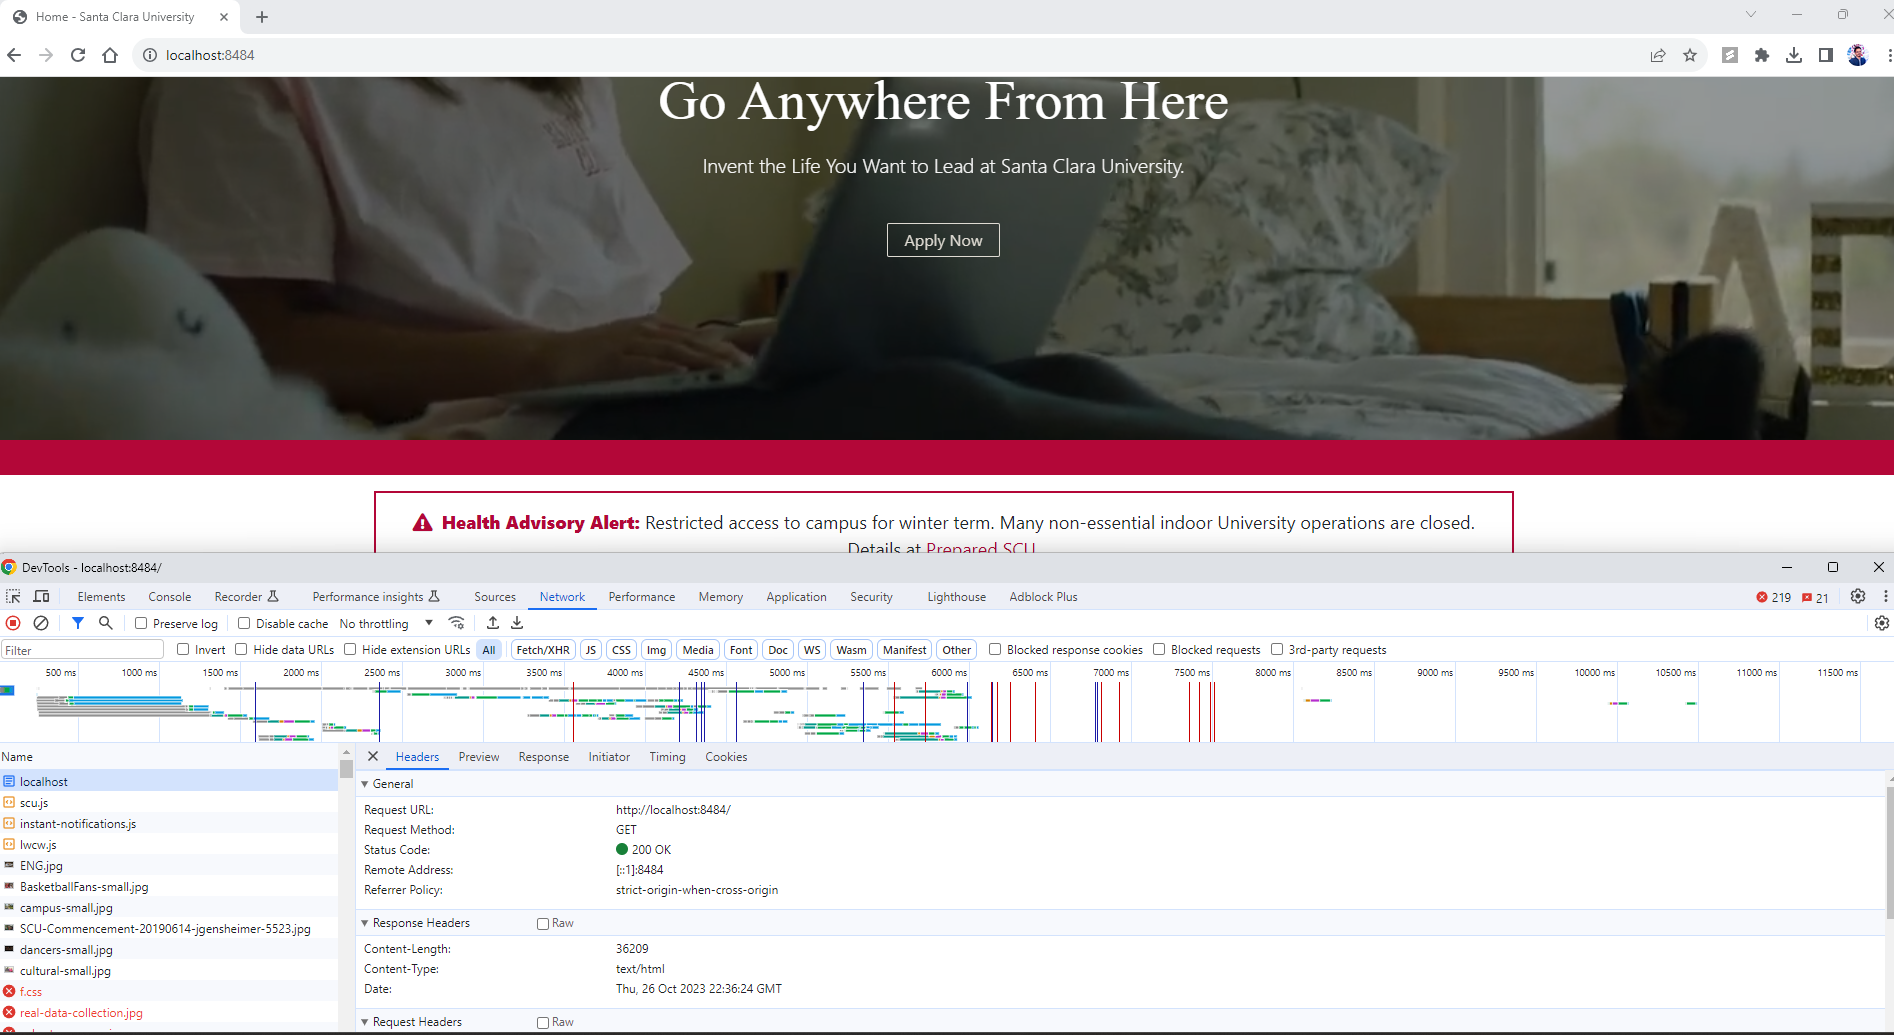 Home - Santa Clara University
localhost:8484
Go Anywhere From Here
Invent the Life You Want to Lead at Santa Clara University.
Apply Now
Health Advisory Alert: Restricted access to campus for winter term. Many non-essential indoor University operations are closed.
Details at Prepared SCU
DevTools - localhost:8484/
Elements Console Recorder Performance insights Sources Network Performance Memory Application Security Lighthouse Adblock Plus 219 21
Preserve log Disable cache No throttling
Filter Invert Hide data URLs Hide extension URLs All Fetch/XHR JS CSS Img Media Font Doc WS Wasm Manifest Other Blocked response cookies Blocked requests 3rd-party requests
500 ms 1000 ms 1500 ms 2000 ms 2500 ms 3000 ms 3500 ms 4000 ms 4500 ms 5000 ms 5500 ms 6000 ms 6500 ms 7000 ms 7500 ms 8000 ms 8500 ms 9000 ms 9500 ms 10000 ms 10500 ms 11000 ms 11500 ms
Name
localhost
scu.js
instant-notifications.js
lwcw.js
ENG.jpg
BasketballFans-small.jpg
campus-small.jpg
SCU-Commencement-20190614-jgensheimer-5523.jpg
dancers-small.jpg
cultural-small.jpg
f.css
real-data-collection.jpg
Headers Preview Response Initiator Timing Cookies
General
Request URL: http://localhost:8484/
Request Method: GET
Status Code: 200 OK
Remote Address: [::1]:8484
Referrer Policy: strict-origin-when-cross-origin
Response Headers Raw
Content-Length: 36209
Content-Type: text/html
Date: Thu, 26 Oct 2023 22:36:24 GMT
Request Headers Raw